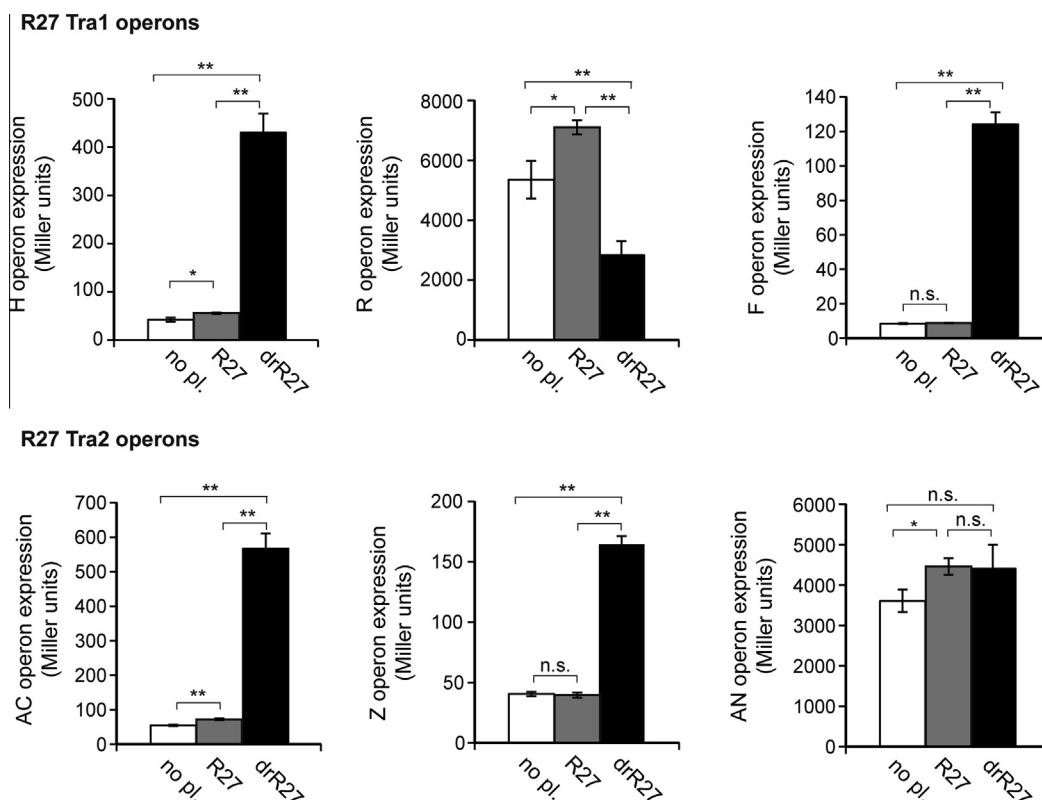 R27 Tra1 operons
H operon expression
(Miller units)
500
400
300
200
100
0
**
**
*
no pl.
R27
drR27
R operon expression
(Miller units)
8000
6000
4000
2000
0
**
*
**
no pl.
R27
drR27
F operon expression
(Miller units)
140
120
100
80
60
40
20
0
**
**
n.s.
no pl.
R27
drR27
R27 Tra2 operons
AC operon expression
(Miller units)
700
600
500
400
300
200
100
0
**
**
**
no pl.
R27
drR27
Z operon expression
(Miller units)
200
150
100
50
0
**
**
n.s.
no pl.
R27
drR27
AN operon expression
(Miller units)
6000
5000
4000
3000
2000
1000
0
n.s.
*
n.s.
no pl.
R27
drR27